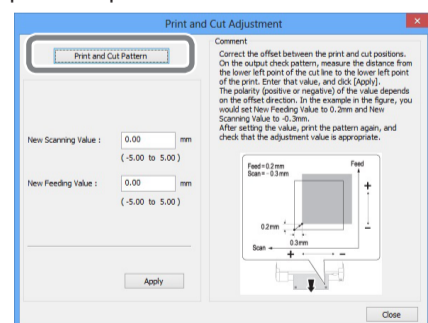 Print and Cut Adjustment
Print and Cut Pattern
New Scanning Value :
0.00
mm
( -5.00 to 5.00 )
New Feeding Value :
0.00
mm
( -5.00 to 5.00 )
Apply
Comment
Correct the offset between the print and cut positions.
On the output check pattern, measure the distance from
the lower left point of the cut line to the lower left point
of the print. Enter that value, and click [Apply].
The polarity (positive or negative) of the value depends
on the offset direction. In the example in the figure, you
would set New Feeding Value to 0.2mm and New
Scanning Value to -0.3mm.
After setting the value, print the pattern again, and
check that the adjustment value is appropriate.
Feed=0.2 mm
Scan=-0.3 mm
Feed
+
−
0.2mm
0.3mm
Scan
+
−
Close